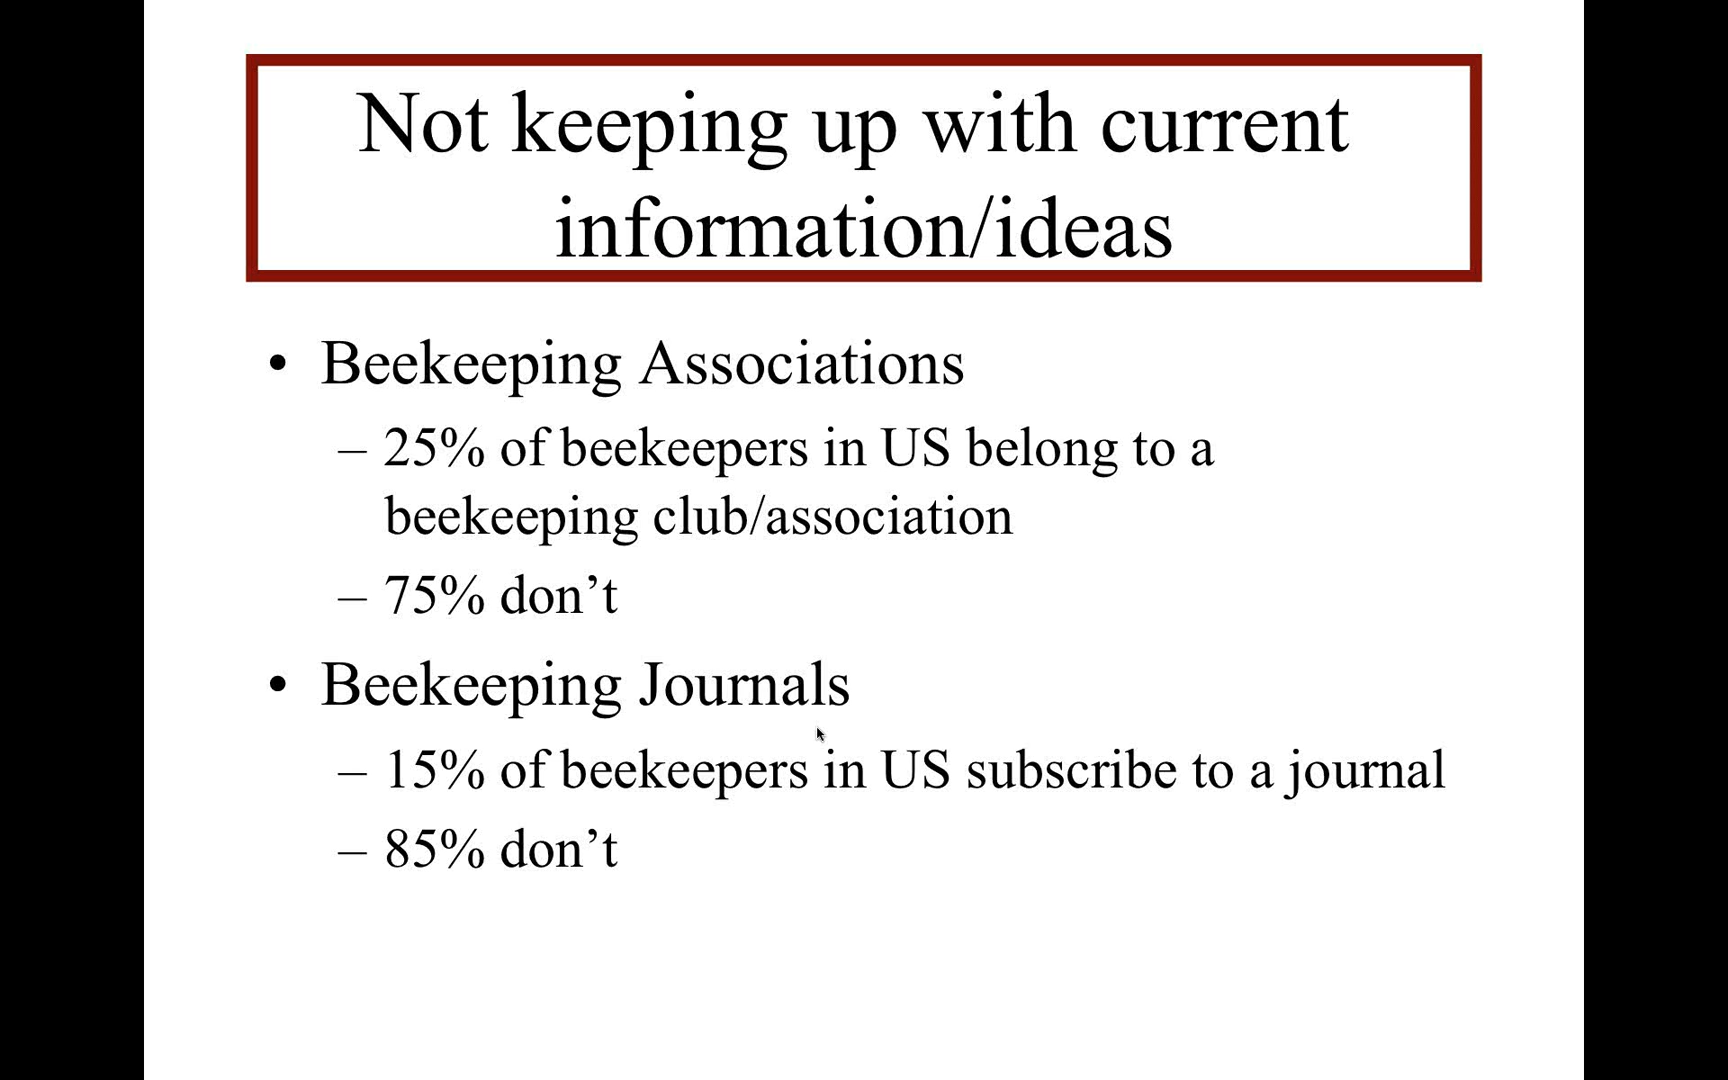 Not keeping up with current
information/ideas
• Beekeeping Associations
– 25% of beekeepers in US belong to a
beekeeping club/association
– 75% don’t
• Beekeeping Journals
– 15% of beekeepers in US subscribe to a journal
– 85% don’t